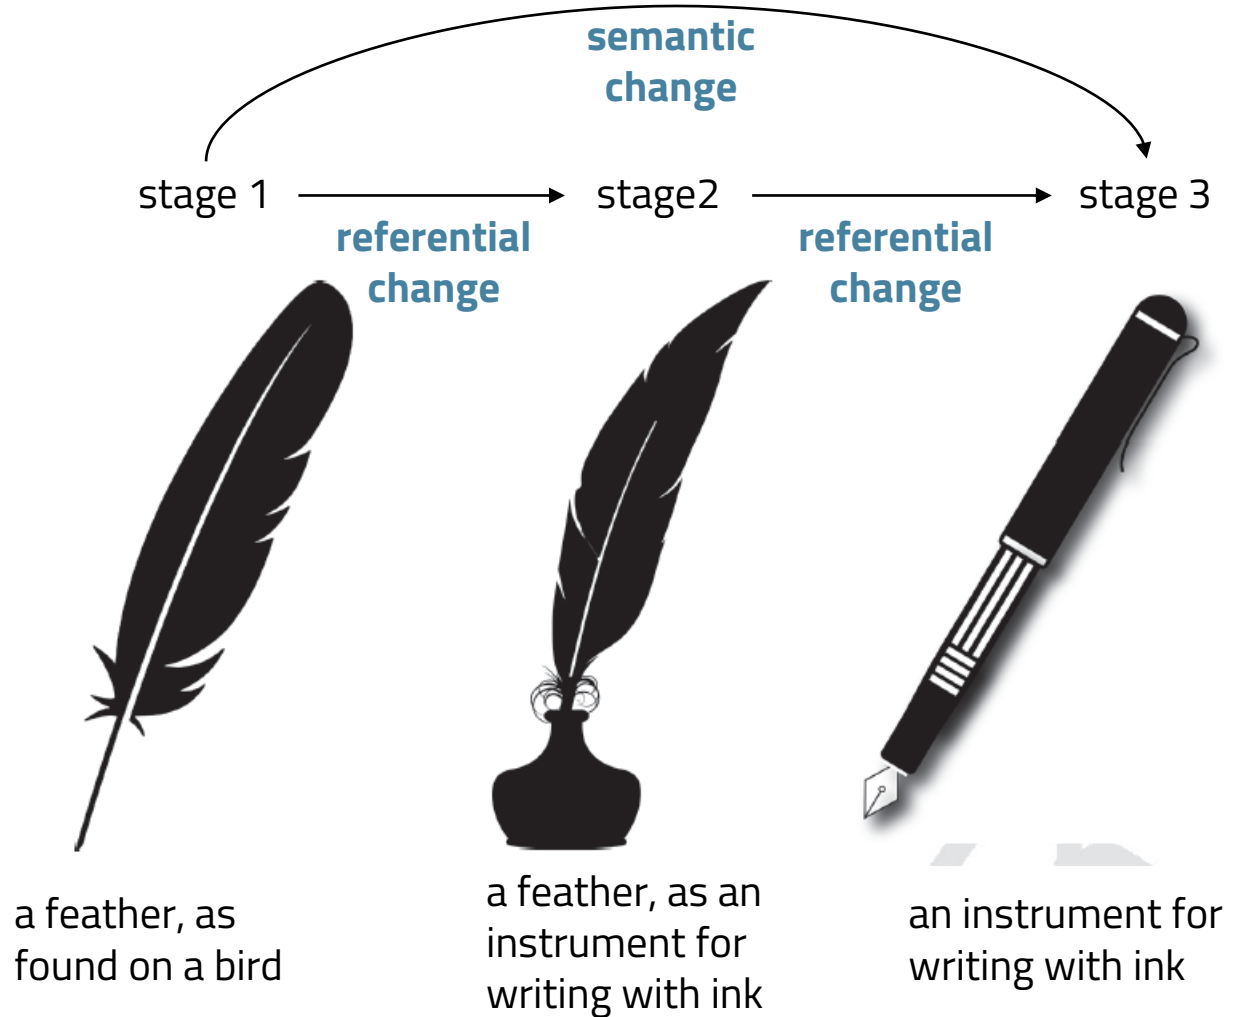 semantic
change
stage 1
stage2
stage 3
referential
change
referential
change
a feather, as
found on a bird
a feather, as an
instrument for
writing with ink
an instrument for
writing with ink